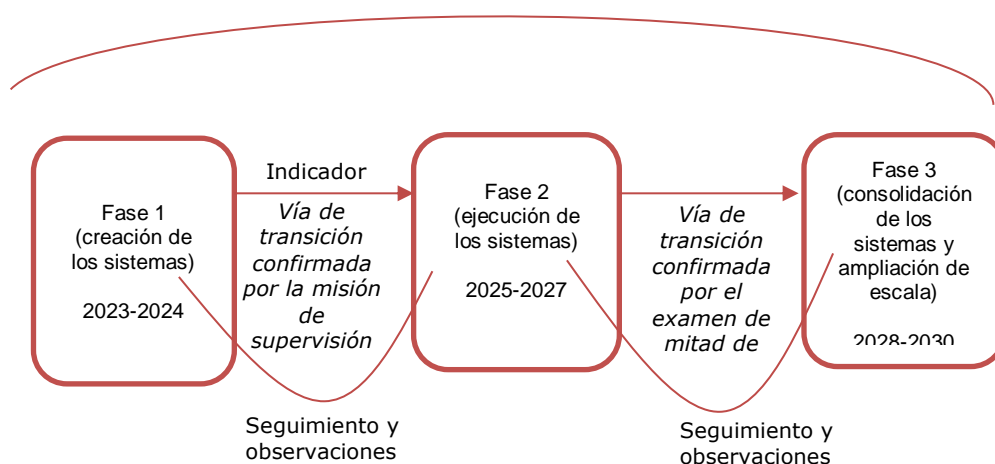 Fase 1
(creación de
los sistemas)
2023-2024
Indicador
Vía de
transición
confirmada
por la misión
de
supervisión
Seguimiento y
observaciones
Fase 2
(ejecución de
los sistemas)
2025-2027
Vía de
transición
confirmada
por el
examen de
mitad de
Seguimiento y
observaciones
Fase 3
(consolidación
de los
sistemas y
ampliación de
escala)
2028-2030